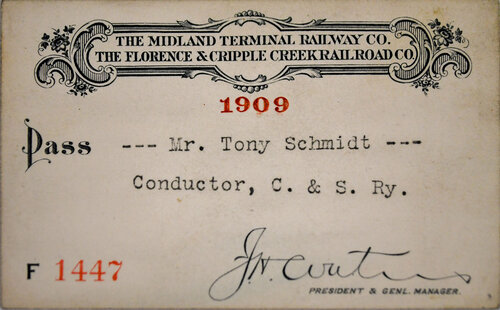 THE MIDLAND TERMINAL RAILWAY CO.
THE FLORENCE & CRIPPLE CREEK RAILROAD CO
1909
Pass --- Mr. Tony Schmidt ---
Conductor, C. & S. Ry.
J.H. Waters
PRESIDENT & GENL. MANAGER.
F 1447